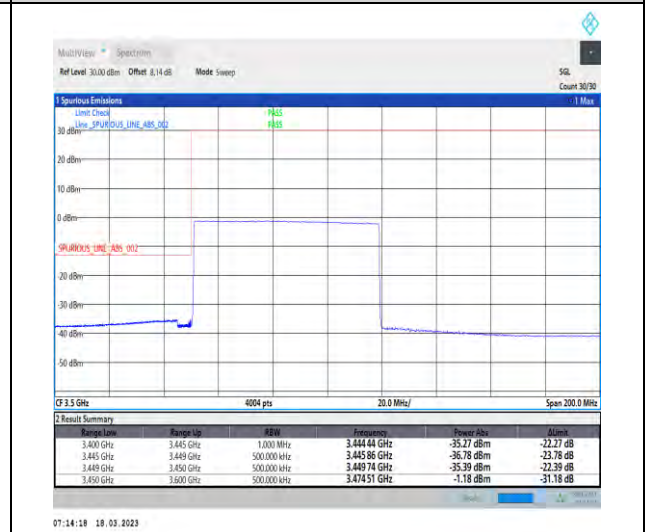 MultiView Spectrum
Ref Level 30.00 dBm Offset 8.14 dB Mode Sweep SGL
Count 30/30
1 Spurious Emissions 1 Max
Limit Check PASS
Line _SPURIOUS_LINE_ABS_002 PASS
30 dBm
20 dBm
10 dBm
0 dBm
_SPURIOUS_LINE_ABS_002
-20 dBm
-30 dBm
-40 dBm
-50 dBm
CF 3.5 GHz 4004 pts 20.0 MHz/ Span 200.0 MHz
2 Result Summary
Range Low Range Up RBW Frequency Power Abs ΔLimit
3.400 GHz 3.445 GHz 1.000 MHz 3.444 44 GHz -35.27 dBm -22.27 dB
3.445 GHz 3.449 GHz 500.000 kHz 3.445 86 GHz -36.78 dBm -23.78 dB
3.449 GHz 3.450 GHz 500.000 kHz 3.449 74 GHz -35.39 dBm -22.39 dB
3.450 GHz 3.600 GHz 500.000 kHz 3.474 51 GHz -1.18 dBm -31.18 dB
07:14:18 18.03.2023